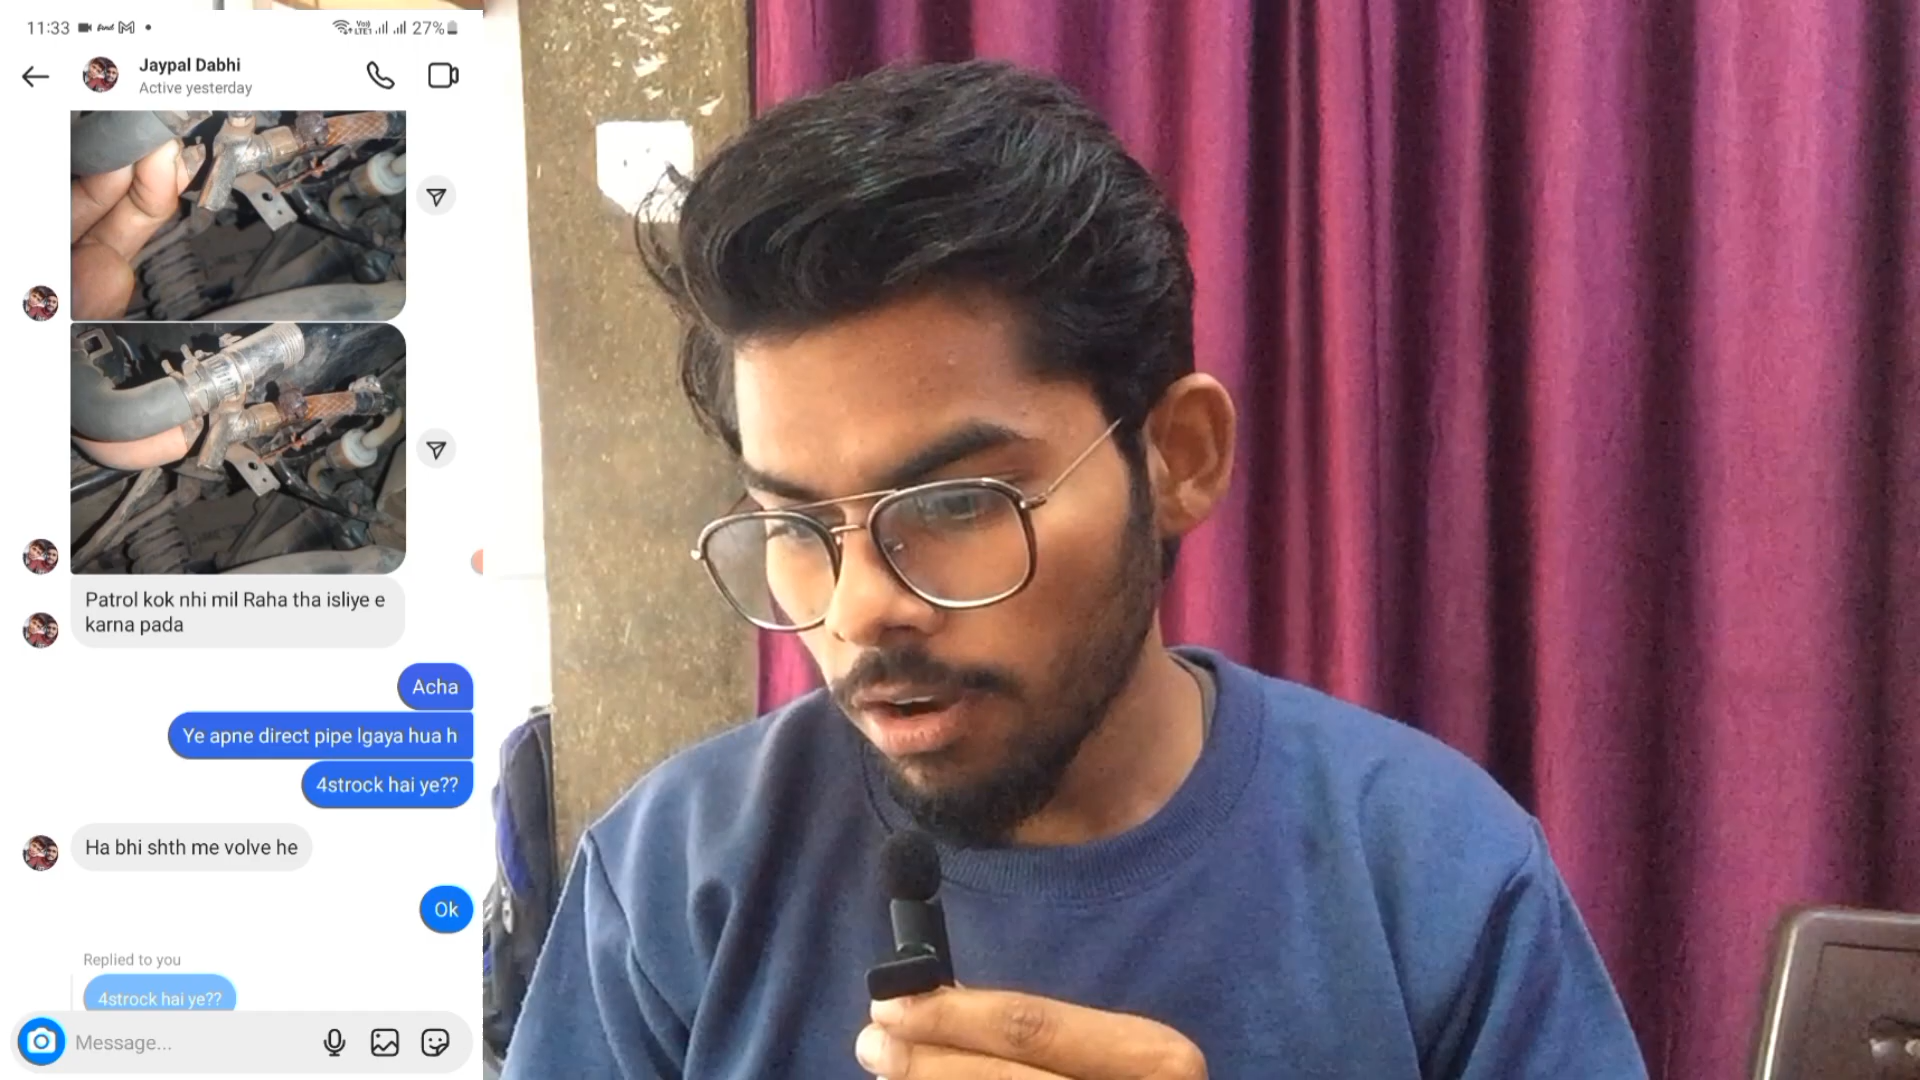 11:33
27%
Jaypal Dabhi
Active yesterday
Patrol kok nhi mil Raha tha isliye e
karna pada
Acha
Ye apne direct pipe lgaya hua h
4strock hai ye??
Ha bhi shth me volve he
Ok
Replied to you
4strock hai ye??
Message...